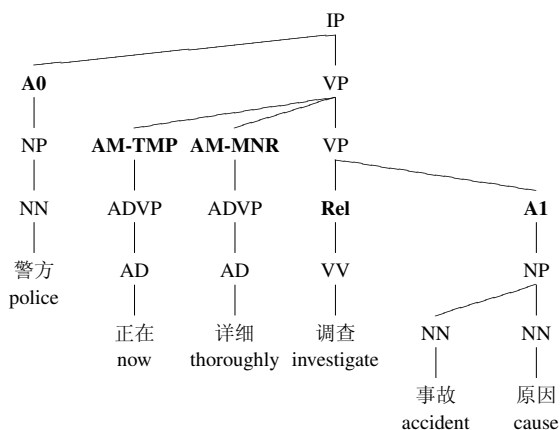 IP
A0 VP
NP AM-TMP AM-MNR VP
NN ADVP ADVP Rel A1
警方 AD AD VV NP
police
正在 详细 调查 NN NN
now thoroughly investigate
事故 原因
accident cause